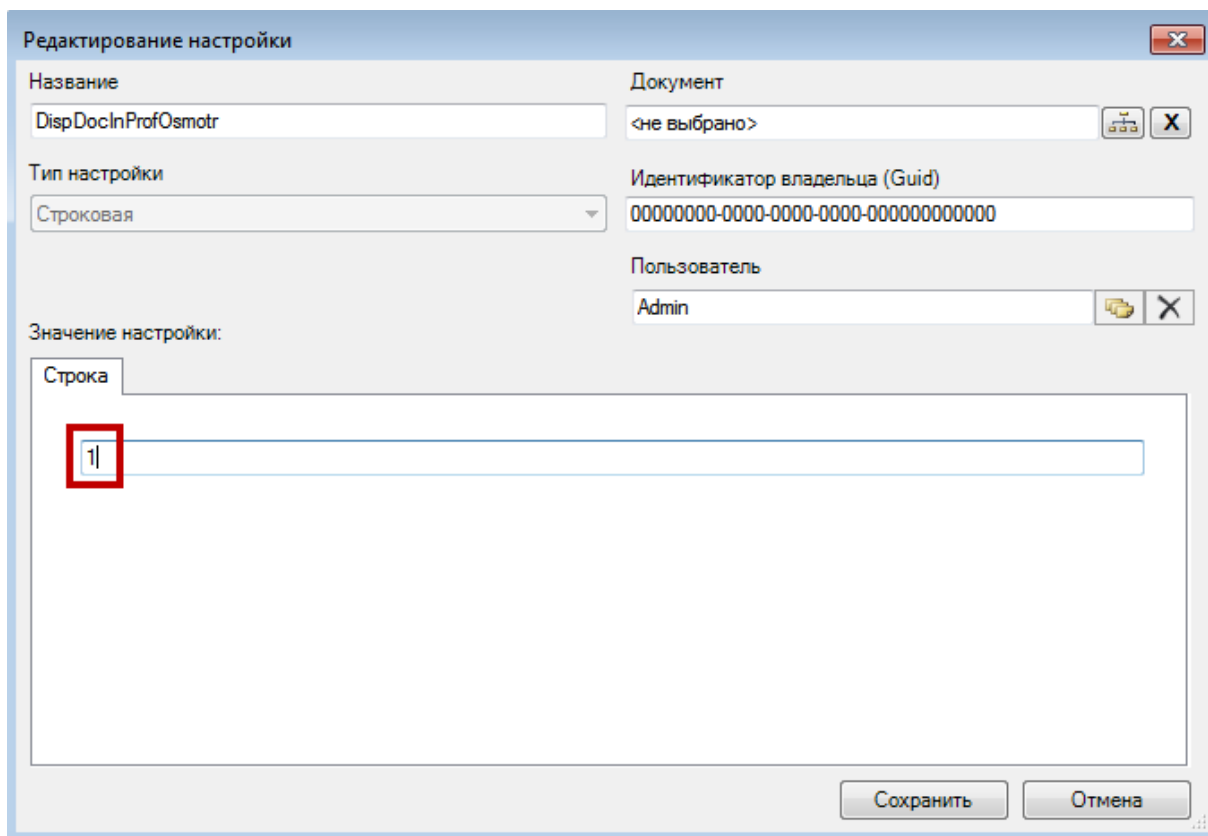 Редактирование настройки
Название
Документ
DispDocInProfOsmotr
<не выбрано>
X
Тип настройки
Идентификатор владельца (Guid)
Строковая
00000000-0000-0000-0000-000000000000
Пользователь
Admin
Значение настройки:
Строка
1
Сохранить
Отмена